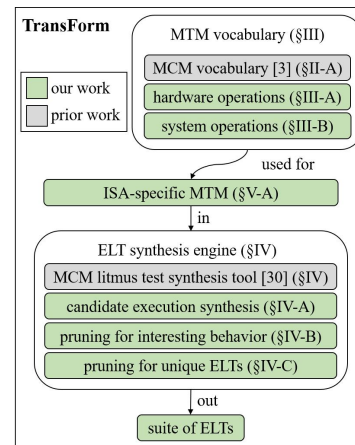 TransForm
MTM vocabulary (§III)
our work
prior work
MCM vocabulary [3] (§II-A)
hardware operations (§III-A)
system operations (§III-B)
used for
ISA-specific MTM (§V-A)
in
ELT synthesis engine (§IV)
MCM litmus test synthesis tool [30] (§IV)
candidate execution synthesis (§IV-A)
pruning for interesting behavior (§IV-B)
pruning for unique ELTs (§IV-C)
out
suite of ELTs